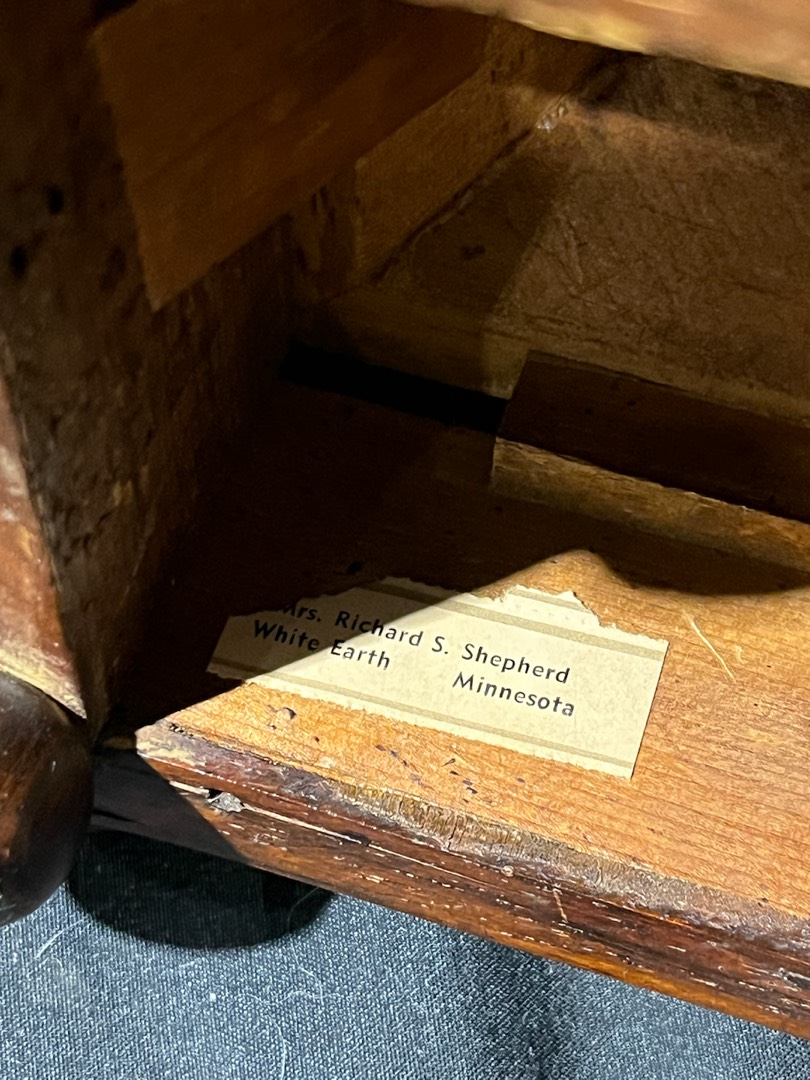 Mrs. Richard S. Shepherd
White Earth Minnesota